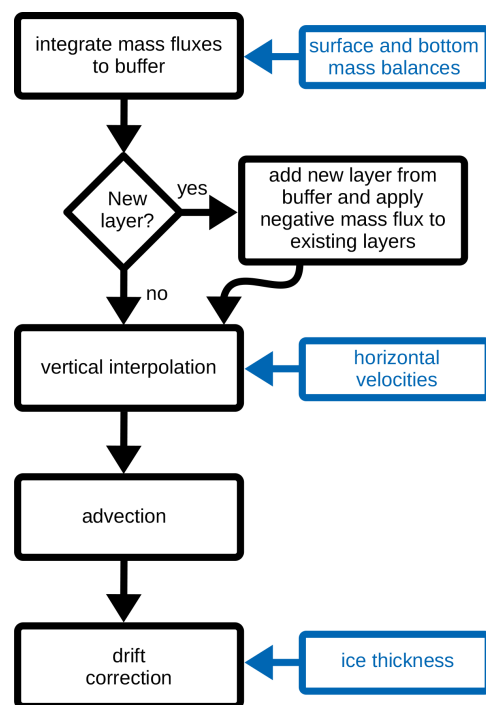 integrate mass fluxes
to buffer
surface and bottom
mass balances
New
layer?
yes
add new layer from
buffer and apply
negative mass flux to
existing layers
no
vertical interpolation
horizontal
velocities
advection
drift
correction
ice thickness